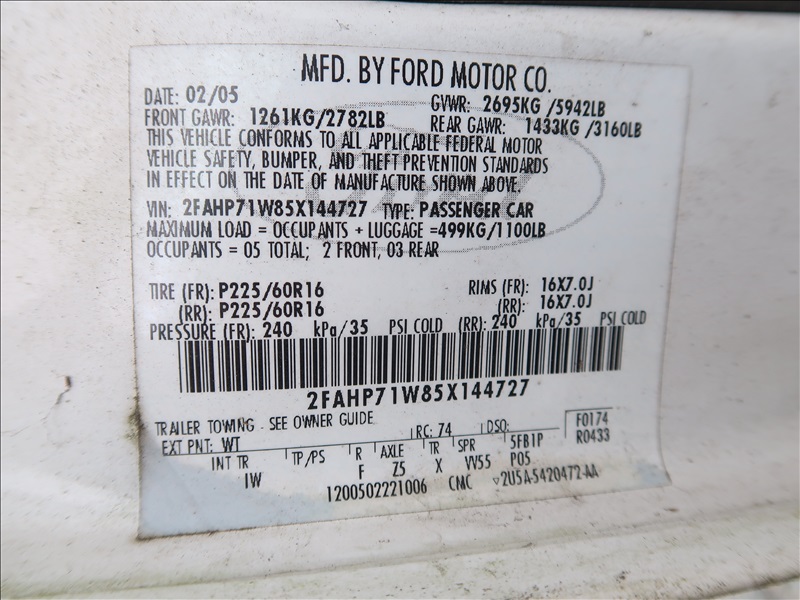 MFD. BY FORD MOTOR CO.
DATE: 02/05 GVWR: 2695KG /5942LB
FRONT GAWR: 1261KG/2782LB REAR GAWR: 1433KG /3160LB
THIS VEHICLE CONFORMS TO ALL APPLICABLE FEDERAL MOTOR
VEHICLE SAFETY, BUMPER, AND THEFT PREVENTION STANDARDS
IN EFFECT ON THE DATE OF MANUFACTURE SHOWN ABOVE.
VIN: 2FAHP71W85X144727 TYPE: PASSENGER CAR
MAXIMUM LOAD = OCCUPANTS + LUGGAGE =499KG/1100LB
OCCUPANTS = 05 TOTAL; 2 FRONT, 03 REAR
TIRE (FR): P225/60R16 RIMS (FR): 16X7.0J
(RR): P225/60R16 (RR): 16X7.0J
PRESSURE (FR): 240 kPa/35 PSI COLD (RR): 240 kPa/35 PSI COLD
2FAHP71W85X144727
TRAILER TOWING - SEE OWNER GUIDE F0174
EXT PNT: WT RC: 74 DSO: R0433
INT TR TP/PS R AXLE TR SPR 5FB1P
IW F Z5 X VV55 P05
1200502221006 CMC 2U5A-5420472-AA